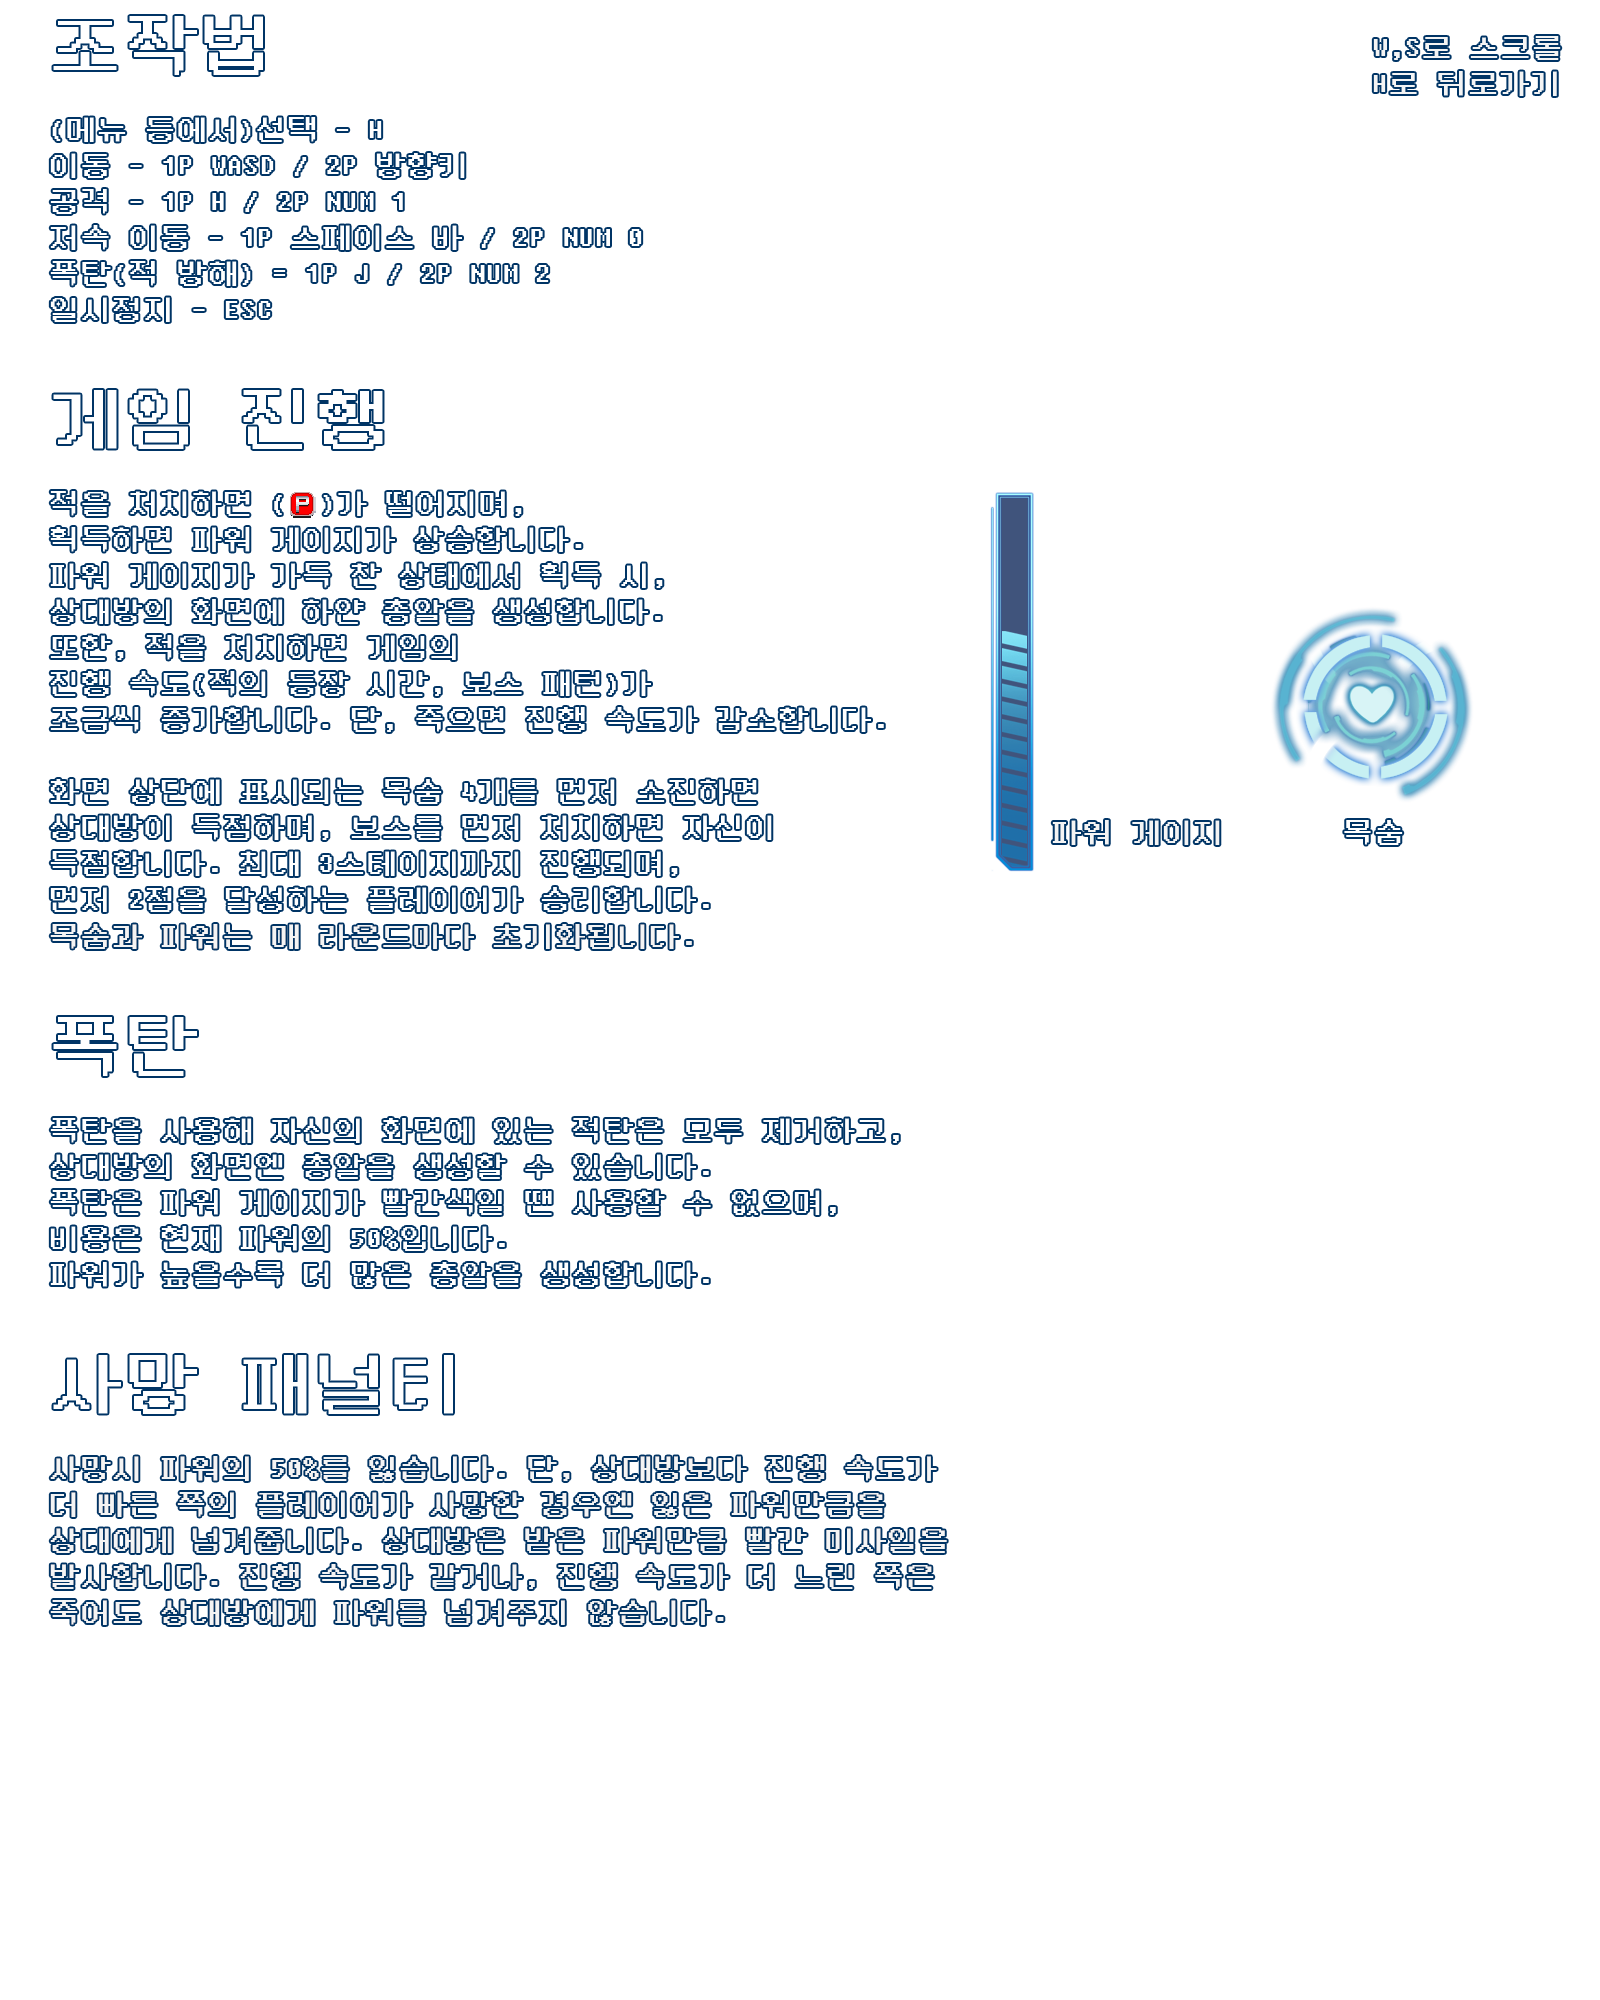 조작법
W,S로 스크롤
H로 뒤로가기
(메뉴 등에서)선택 - H
이동 - 1P WASD / 2P 방향키
공격 - 1P H / 2P NUM 1
저속 이동 - 1P 스페이스 바 / 2P NUM 0
폭탄(적 방해) - 1P J / 2P NUM 2
일시정지 - ESC
게임 진행
적을 처치하면 (P)가 떨어지며,
획득하면 파워 게이지가 상승합니다.
파워 게이지가 가득 찬 상태에서 획득 시,
상대방의 화면에 하얀 총알을 생성합니다.
또한, 적을 처치하면 게임의
진행 속도(적의 등장 시간, 보스 패턴)가
조금씩 증가합니다. 단, 죽으면 진행 속도가 감소합니다.
화면 상단에 표시되는 목숨 4개를 먼저 소진하면
상대방이 득점하며, 보스를 먼저 처치하면 자신이
득점합니다. 최대 3스테이지까지 진행되며,
먼저 2점을 달성하는 플레이어가 승리합니다.
목숨과 파워는 매 라운드마다 초기화됩니다.
파워 게이지
목숨
폭탄
폭탄을 사용해 자신의 화면에 있는 적탄은 모두 제거하고,
상대방의 화면엔 총알을 생성할 수 있습니다.
폭탄은 파워 게이지가 빨간색일 땐 사용할 수 없으며,
비용은 현재 파워의 50%입니다.
파워가 높을수록 더 많은 총알을 생성합니다.
사망 패널티
사망시 파워의 50%를 잃습니다. 단, 상대방보다 진행 속도가
더 빠른 쪽의 플레이어가 사망한 경우엔 잃은 파워만큼을
상대에게 넘겨줍니다. 상대방은 받은 파워만큼 빨간 미사일을
발사합니다. 진행 속도가 같거나, 진행 속도가 더 느린 쪽은
죽어도 상대방에게 파워를 넘겨주지 않습니다.